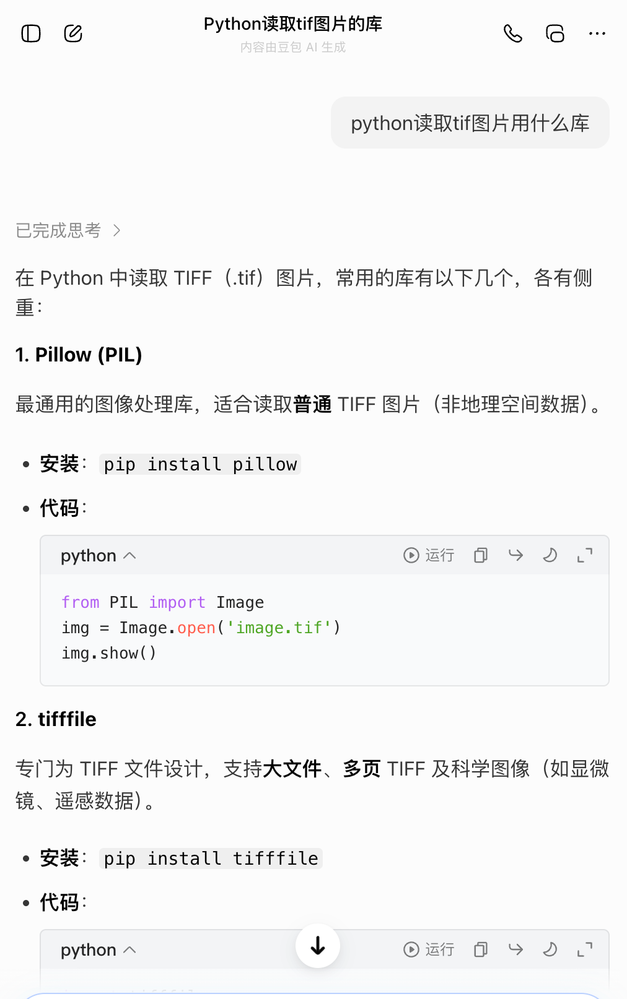 Python读取tif图片的库
内容由豆包 AI 生成
python读取tif图片用什么库
已完成思考
在 Python 中读取 TIFF（.tif）图片，常用的库有以下几个，各有侧
重：
1. Pillow (PIL)
最通用的图像处理库，适合读取普通 TIFF 图片（非地理空间数据）。
• 安装： pip install pillow
• 代码：
python 运行
from PIL import Image
img = Image.open('image.tif')
img.show()
2. tifffile
专门为 TIFF 文件设计，支持大文件、多页 TIFF 及科学图像（如显微
镜、遥感数据）。
• 安装： pip install tifffile
• 代码：
python 运行